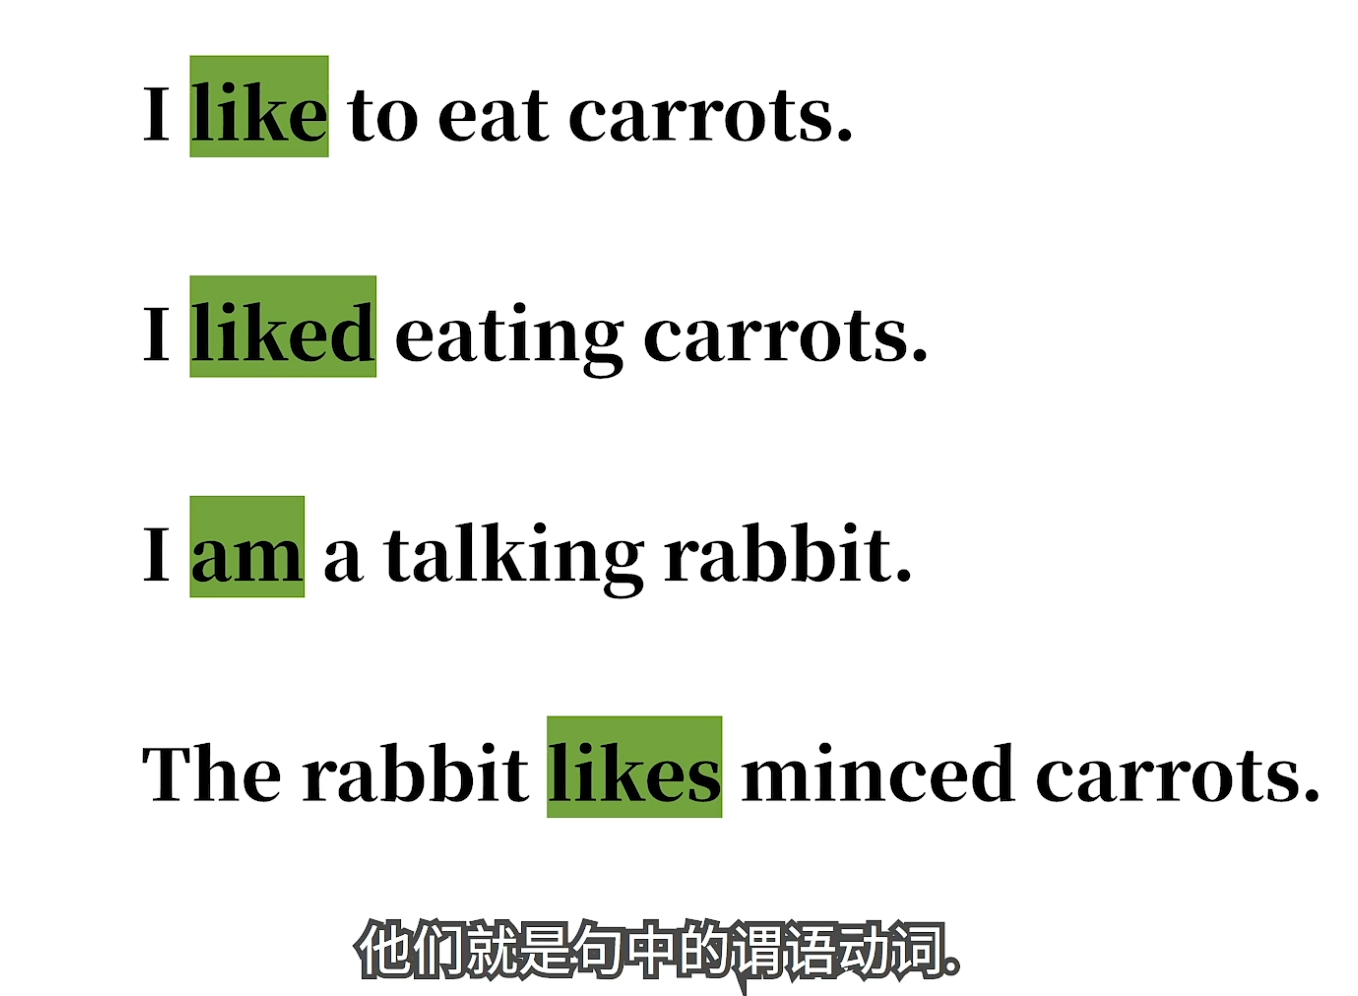 I like to eat carrots.
I liked eating carrots.
I am a talking rabbit.
The rabbit likes minced carrots.
他们就是句中的谓语动词.